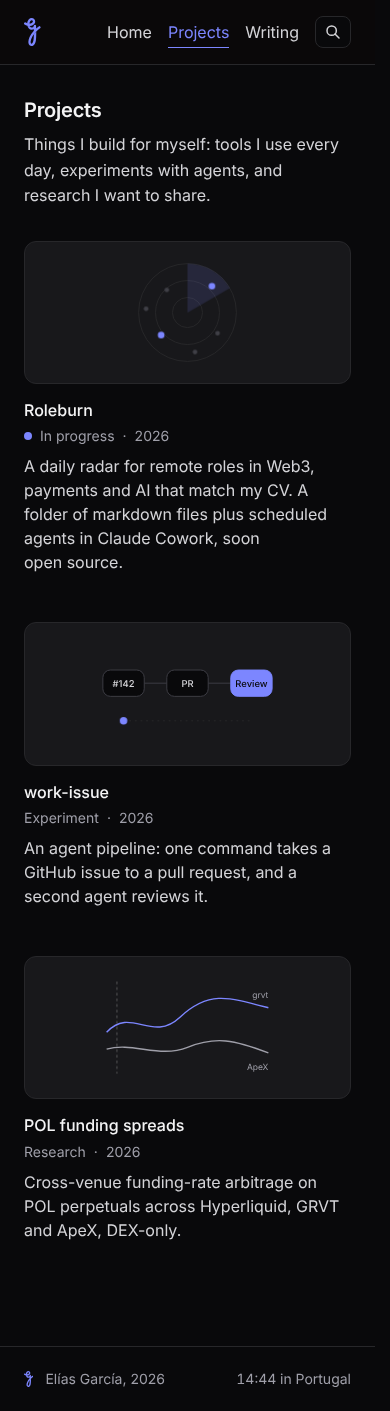 Home Projects Writing
Projects
Things I build for myself: tools I use every
day, experiments with agents, and
research I want to share.
Roleburn
In progress · 2026
A daily radar for remote roles in Web3,
payments and AI that match my CV. A
folder of markdown files plus scheduled
agents in Claude Cowork, soon
open source.
#142 PR Review
work-issue
Experiment · 2026
An agent pipeline: one command takes a
GitHub issue to a pull request, and a
second agent reviews it.
grvt
ApeX
POL funding spreads
Research · 2026
Cross-venue funding-rate arbitrage on
POL perpetuals across Hyperliquid, GRVT
and ApeX, DEX-only.
Elías García, 2026 14:44 in Portugal